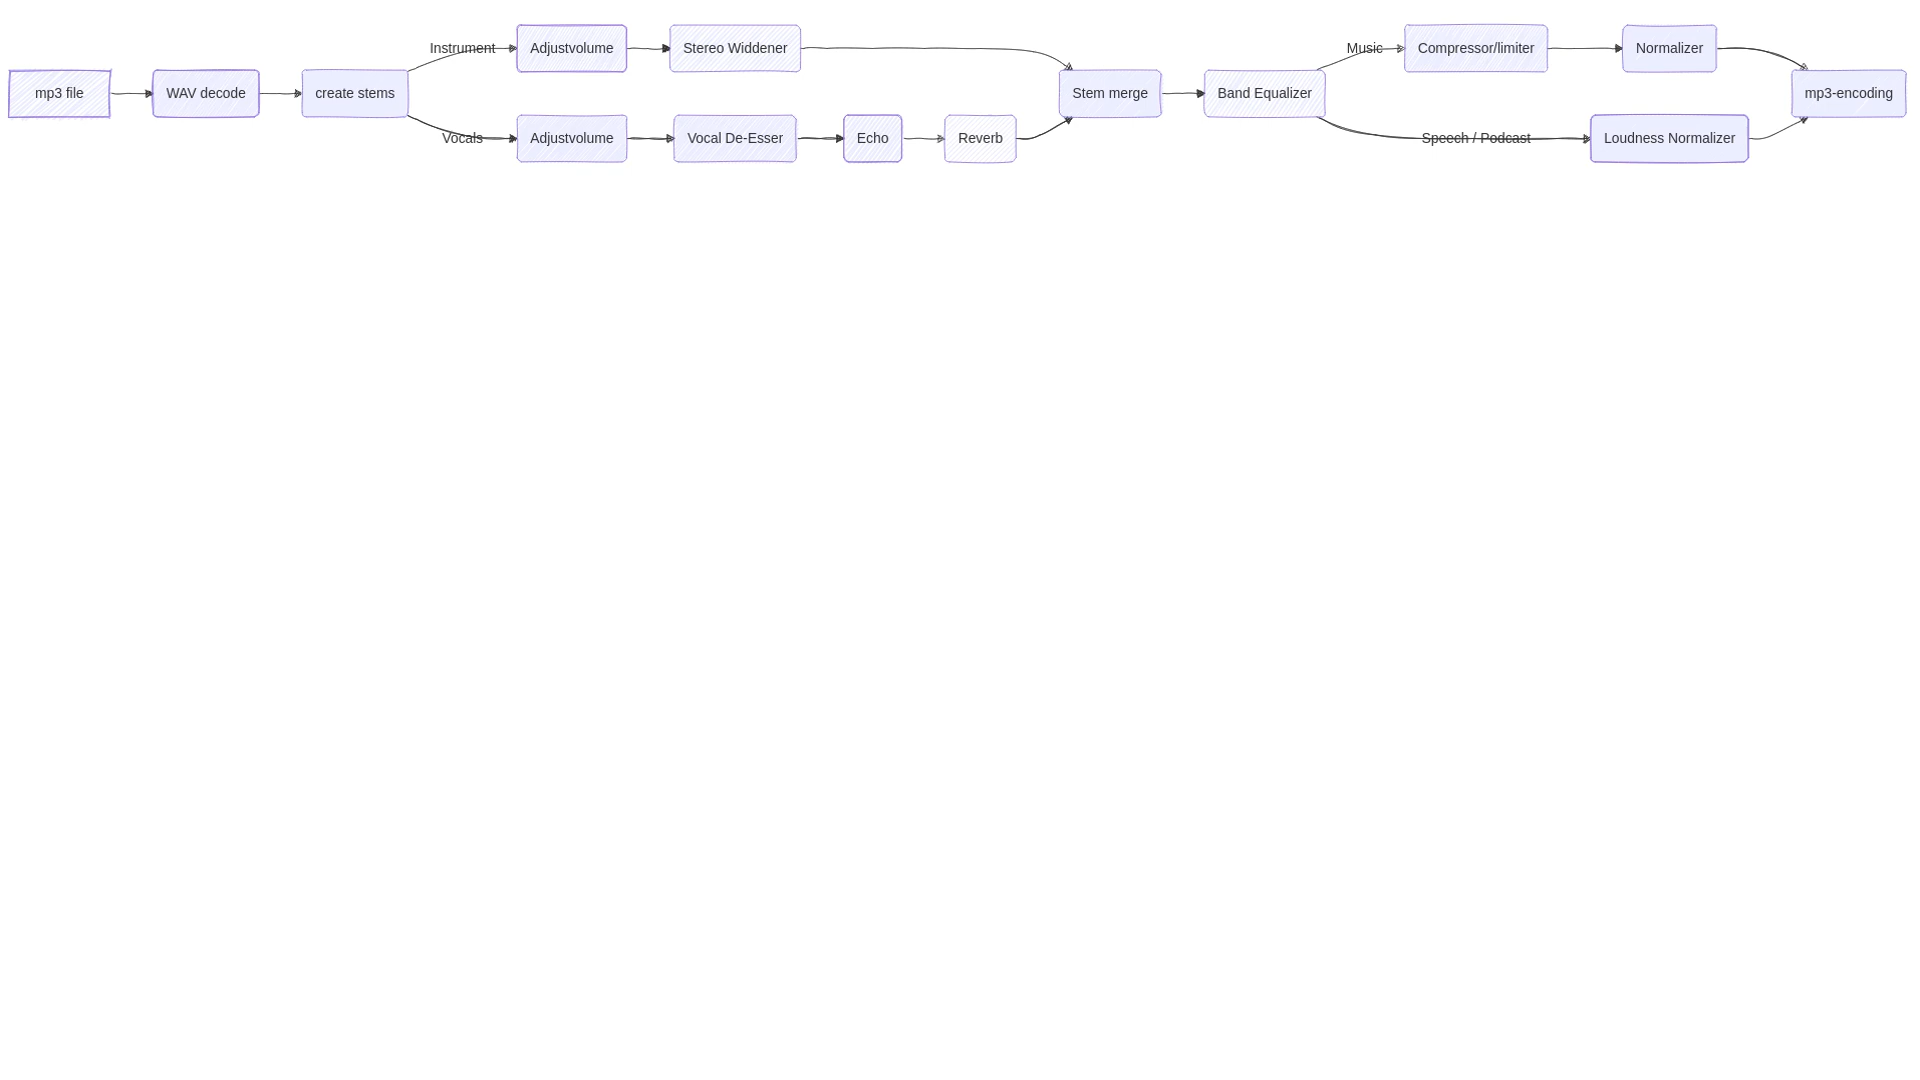 mp3 file
WAV decode
create stems
Instrument
Adjustvolume
Stereo Widdener
Vocals
Adjustvolume
Vocal De-Esser
Echo
Reverb
Stem merge
Band Equalizer
Music
Compressor/limiter
Normalizer
Speech / Podcast
Loudness Normalizer
mp3-encoding